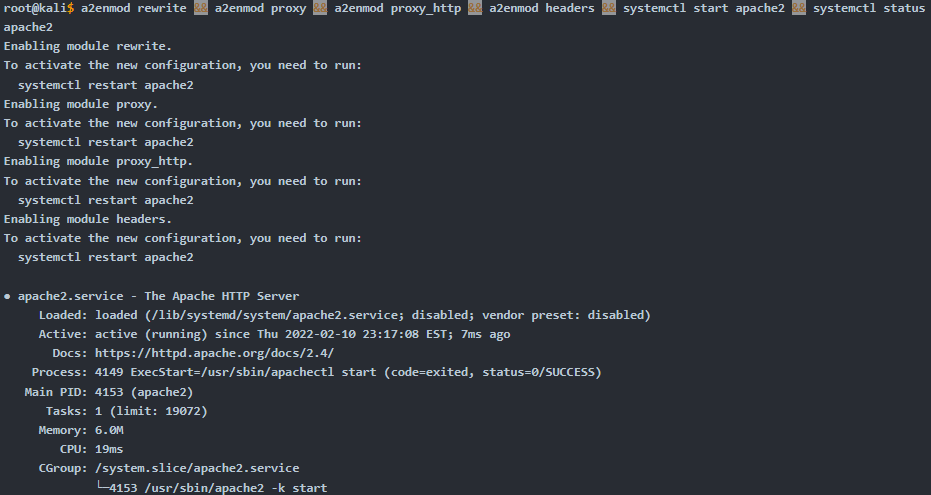 root@kali$ a2enmod rewrite && a2enmod proxy && a2enmod proxy_http && a2enmod headers && systemctl start apache2 && systemctl status
apache2
Enabling module rewrite.
To activate the new configuration, you need to run:
  systemctl restart apache2
Enabling module proxy.
To activate the new configuration, you need to run:
  systemctl restart apache2
Enabling module proxy_http.
To activate the new configuration, you need to run:
  systemctl restart apache2
Enabling module headers.
To activate the new configuration, you need to run:
  systemctl restart apache2

● apache2.service - The Apache HTTP Server
     Loaded: loaded (/lib/systemd/system/apache2.service; disabled; vendor preset: disabled)
     Active: active (running) since Thu 2022-02-10 23:17:08 EST; 7ms ago
       Docs: https://httpd.apache.org/docs/2.4/
    Process: 4149 ExecStart=/usr/sbin/apachectl start (code=exited, status=0/SUCCESS)
   Main PID: 4153 (apache2)
      Tasks: 1 (limit: 19072)
     Memory: 6.0M
        CPU: 19ms
     CGroup: /system.slice/apache2.service
             └─4153 /usr/sbin/apache2 -k start